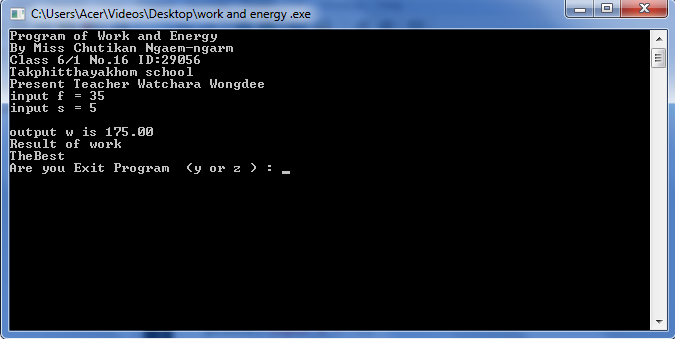 C:\Users\Acer\Videos\Desktop\work and energy .exe
Program of Work and Energy
By Miss Chutikan Ngaem-ngarm
Class 6/1 No.16 ID:29056
Takphitthayakhom school
Present Teacher Watchara Wongdee
input f = 35
input s = 5
output w is 175.00
Result of work
TheBest
Are you Exit Program  (y or z ) : _